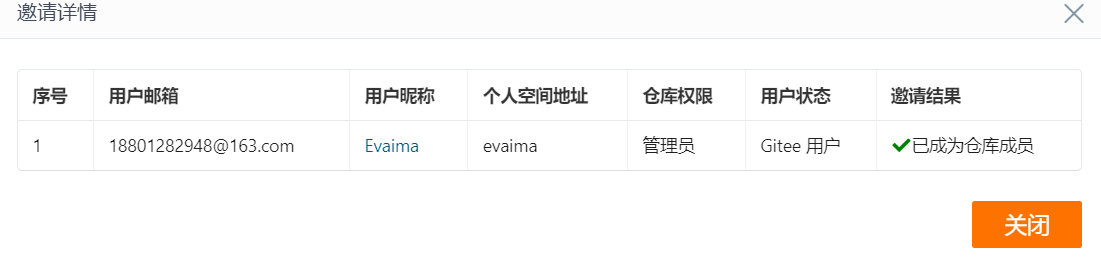 邀请详情
序号 用户邮箱 用户昵称 个人空间地址 仓库权限 用户状态 邀请结果
1 18801282948@163.com Evaima evaima 管理员 Gitee 用户 已成为仓库成员
关闭